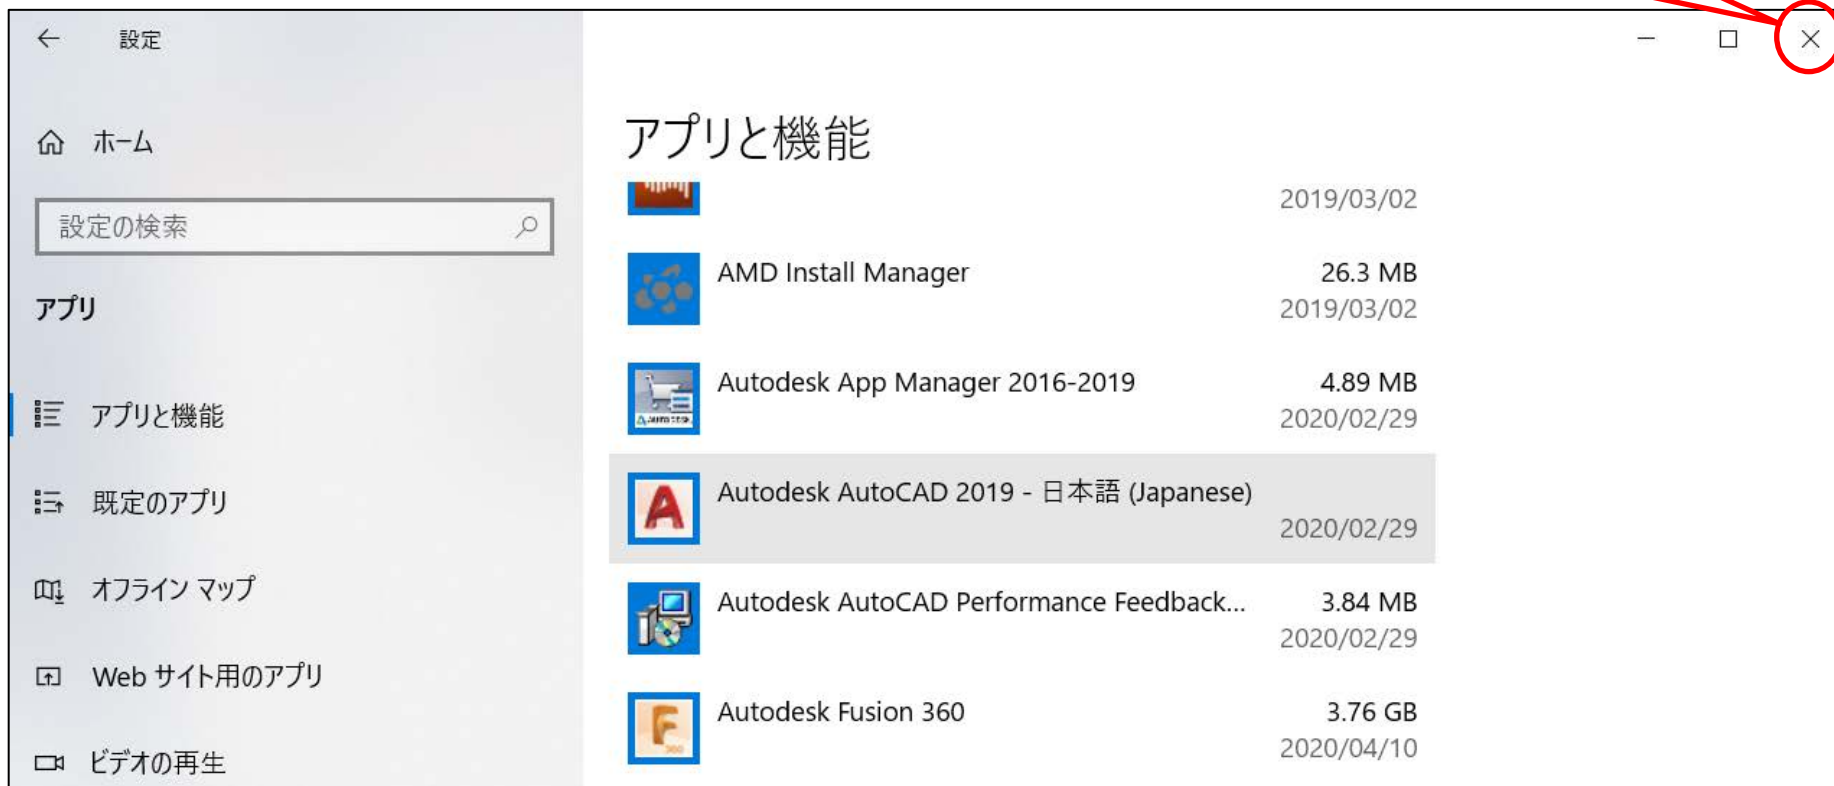 設定
ホーム
設定の検索
アプリ
アプリと機能
既定のアプリ
オフライン マップ
Web サイト用のアプリ
ビデオの再生
アプリと機能
2019/03/02
AMD Install Manager 26.3 MB
2019/03/02
Autodesk App Manager 2016-2019 4.89 MB
2020/02/29
AUTODESK.
Autodesk AutoCAD 2019 - 日本語 (Japanese)
2020/02/29
Autodesk AutoCAD Performance Feedback... 3.84 MB
2020/02/29
Autodesk Fusion 360 3.76 GB
2020/04/10
360